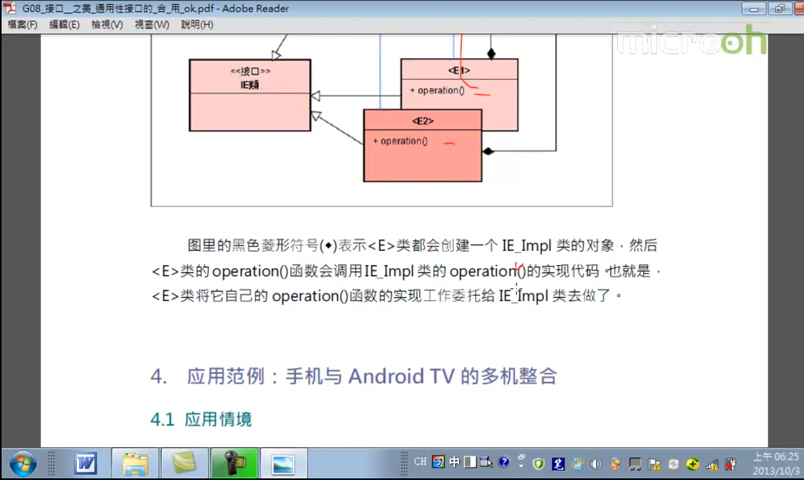 G08_接口__之美_通用性接口的_合_用_ok.pdf - Adobe Reader
檔案(F) 編輯(E) 檢視(V) 視窗(W) 說明(H)
microoh
<<接口>>
IE類
<E1>
+ operation()
<E2>
+ operation()
图里的黑色菱形符号(◆)表示<E>类都会创建一个 IE_Impl 类的对象，然后
<E>类的 operation()函数会调用IE_Impl 类的 operation()的实现代码。也就是，
<E>类将它自己的 operation()函数的实现工作委托给 IE_Impl 类去做了。
4. 应用范例：手机与 Android TV 的多机整合
4.1 应用情境
CH 中
上午 06:25
2013/10/3